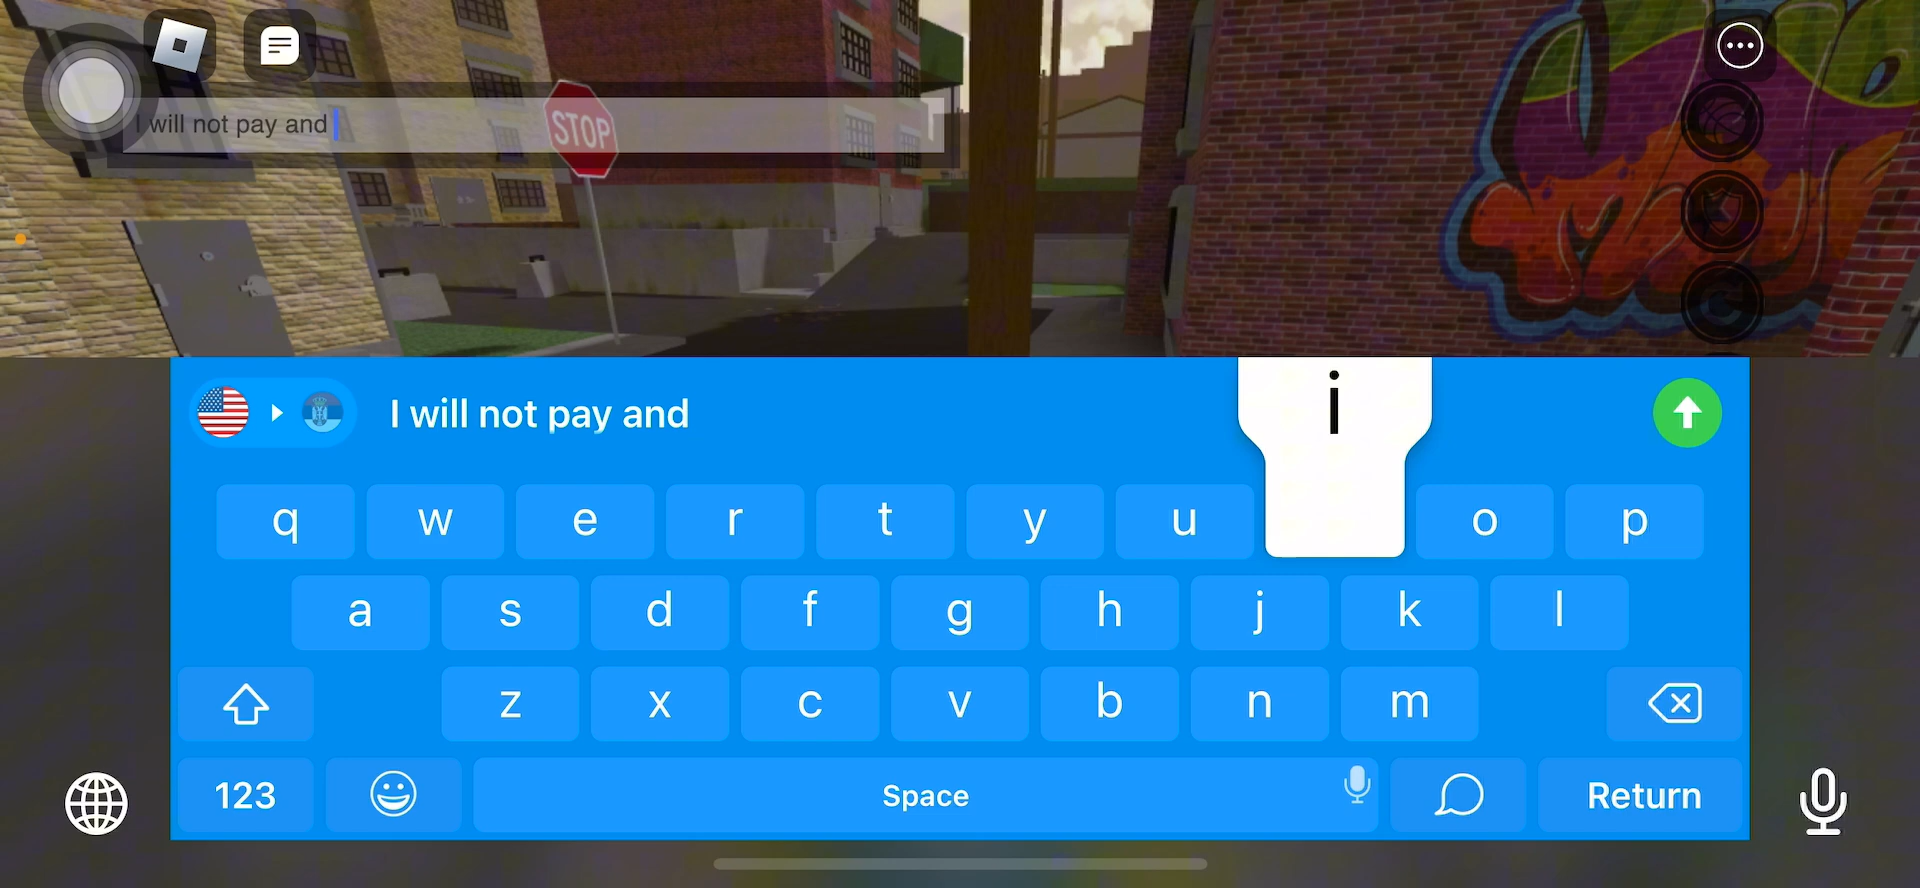 I will not pay and
STOP
I will not pay and
i
q w e r t y u o p
a s d f g h j k l
z x c v b n m
123 Space Return